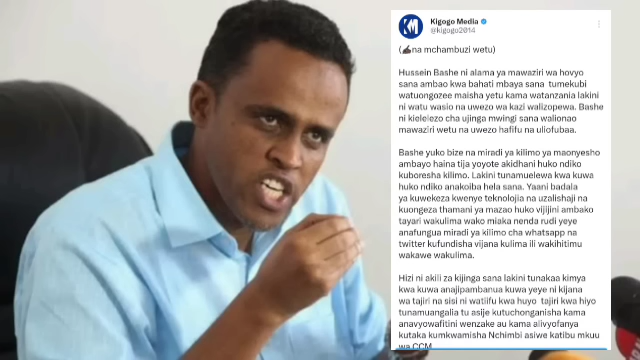 KM
Kigogo Media
@kigogo2014
(✍🏿na mchambuzi wetu)
Hussein Bashe ni alama ya mawaziri wa hovyo
sana ambao kwa bahati mbaya sana tumekubi
watuongozee maisha yetu kama watanzania lakini
ni watu wasio na uwezo wa kazi walizopewa. Bashe
ni kielelezo cha ujinga mwingi sana walionao
mawaziri wetu na uwezo hafifu na uliofubaa.
Bashe yuko bize na miradi ya kilimo ya maonyesho
ambayo haina tija yoyote akidhani huko ndiko
kuboresha kilimo. Lakini tunamuelewa kwa kuwa
huko ndiko anakoiba hela sana. Yaani badala
ya kuwekeza kwenye teknolojia na uzalishaji na
kuongeza thamani ya mazao huko vijijini ambako
tayari wakulima wako miaka nenda rudi yeye
anafungua miradi ya kilimo cha whatsapp na
twitter kufundisha vijana kulima ili wakihitimu
wakawe wakulima.
Hizi ni akili za kijinga sana lakini tunakaa kimya
kwa kuwa anajipambanua kuwa yeye ni kijana
wa tajiri na sisi ni watiifu kwa huyo tajiri kwa hiyo
tunamuangalia tu asije kutuchonganisha kama
anavyowafitini wenzake au kama alivyofanya
kutaka kumkwamisha Nchimbi asiwe katibu mkuu
wa CCM